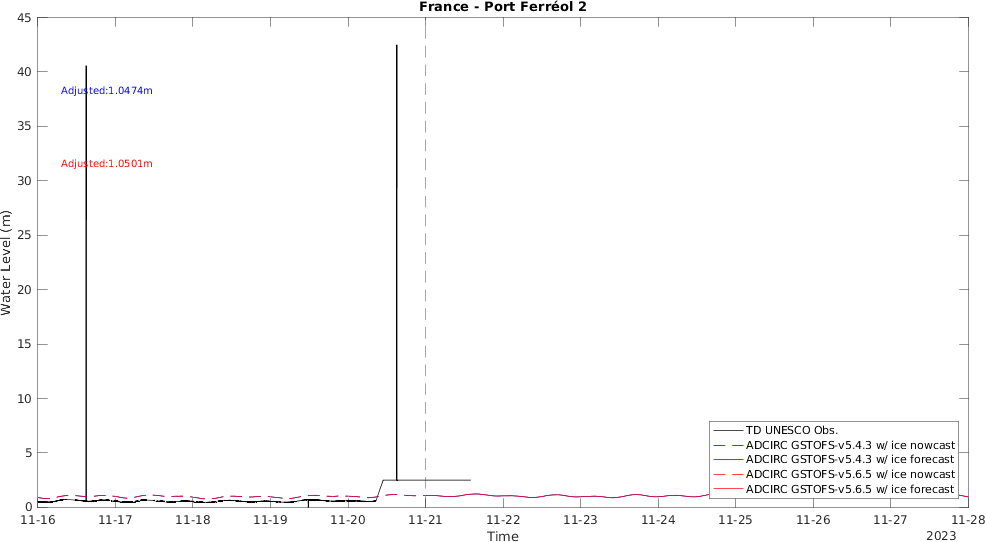 France - Port Ferréol 2
45
40
35
30
25
20
15
10
5
0
Water Level (m)
Adjusted:1.0474m
Adjusted:1.0501m
TD UNESCO Obs.
ADCIRC GSTOFS-v5.4.3 w/ ice nowcast
ADCIRC GSTOFS-v5.4.3 w/ ice forecast
ADCIRC GSTOFS-v5.6.5 w/ ice nowcast
ADCIRC GSTOFS-v5.6.5 w/ ice forecast
11-16 11-17 11-18 11-19 11-20 11-21 11-22 11-23 11-24 11-25 11-26 11-27 11-28
Time
2023